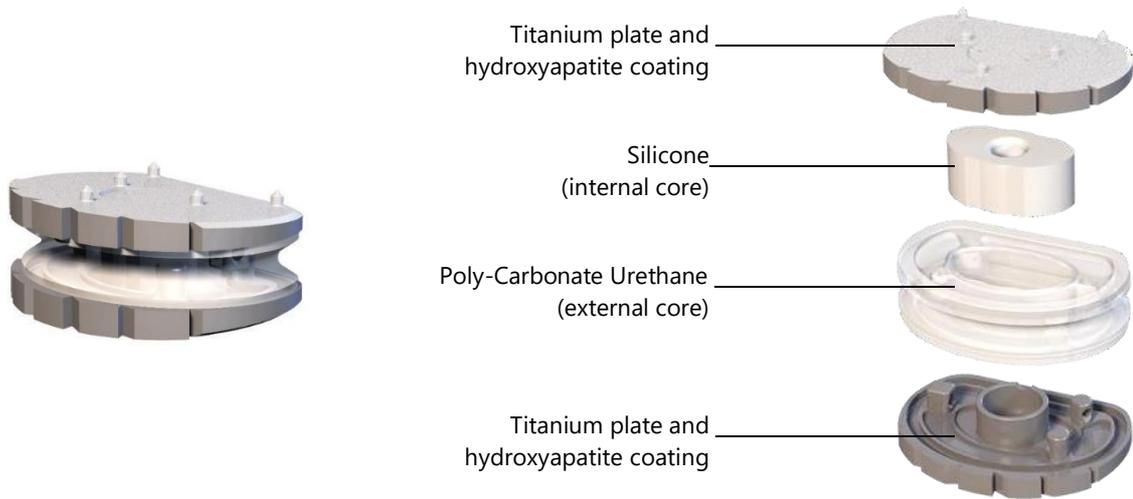 Titanium plate and
hydroxyapatite coating
Silicone
(internal core)
Poly-Carbonate Urethane
(external core)
Titanium plate and
hydroxyapatite coating